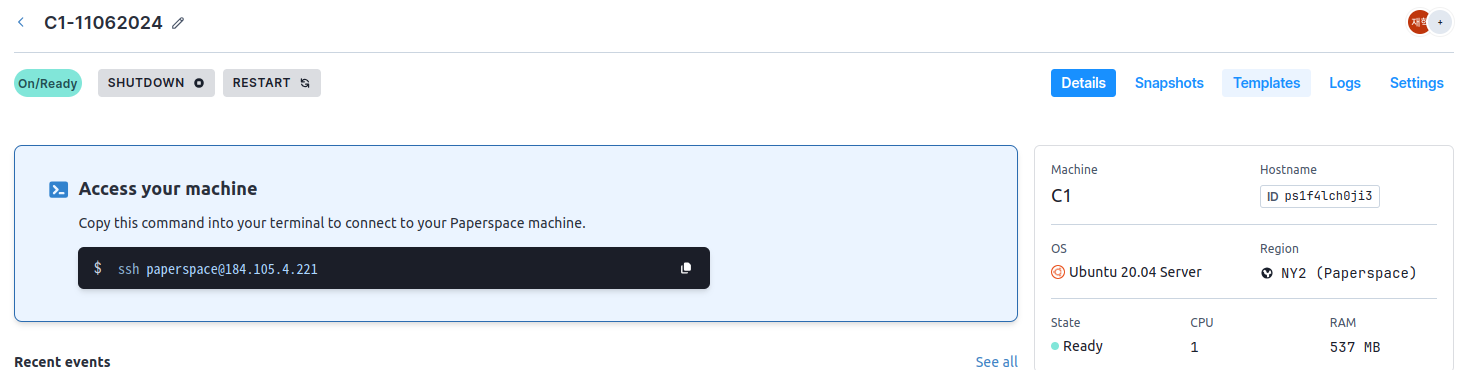 C1-11062024
재혁 +
On/Ready SHUTDOWN RESTART Details Snapshots Templates Logs Settings
Access your machine
Copy this command into your terminal to connect to your Paperspace machine.
$ ssh paperspace@184.105.4.221
Recent events See all
Machine Hostname
C1 ID ps1f4lch0ji3
OS Region
Ubuntu 20.04 Server NY2 (Paperspace)
State CPU RAM
Ready 1 537 MB